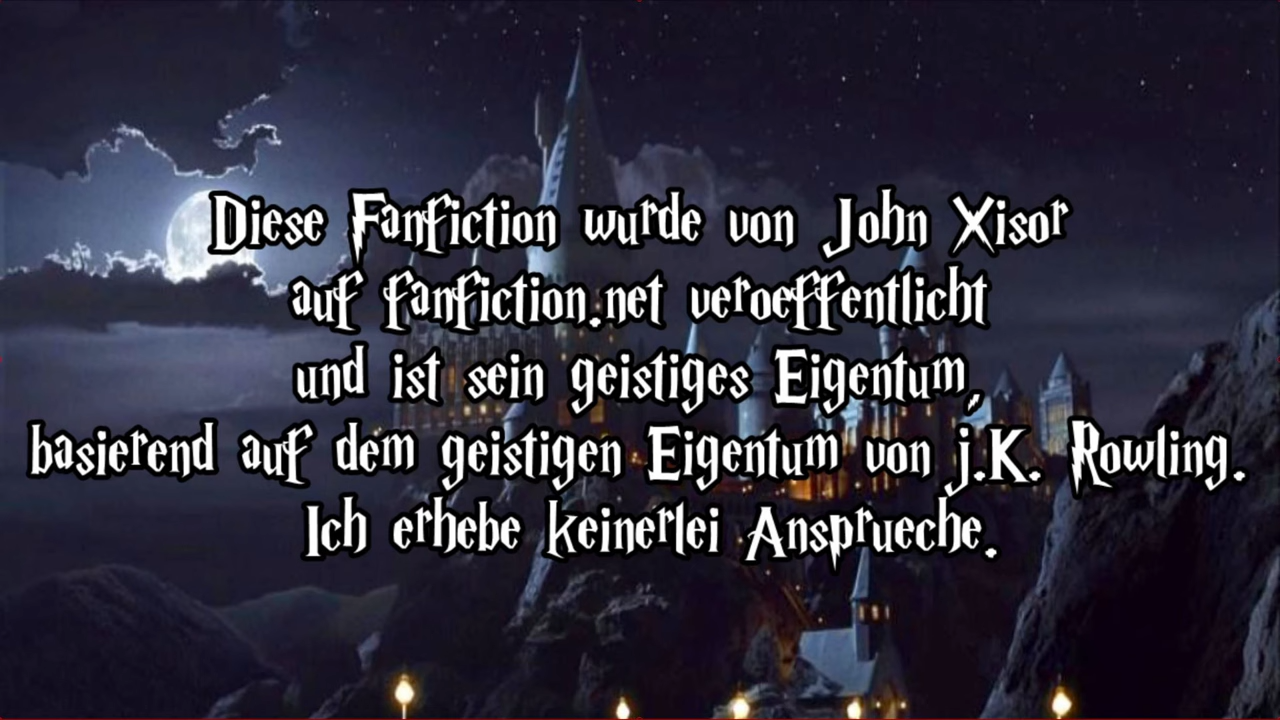 Diese Fanfiction wurde von John Xisor
auf fanfiction.net veroeffentlicht
und ist sein geistiges Eigentum,
basierend auf dem geistigen Eigentum von j.K. Rowling.
Ich erhebe keinerlei Ansprueche.